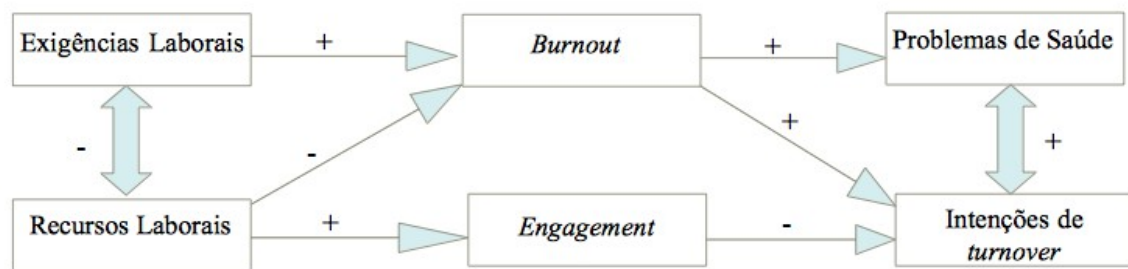 Exigências Laborais
+
Burnout
+
Problemas de Saúde
-
-
+
+
Recursos Laborais
+
Engagement
-
Intenções de
turnover